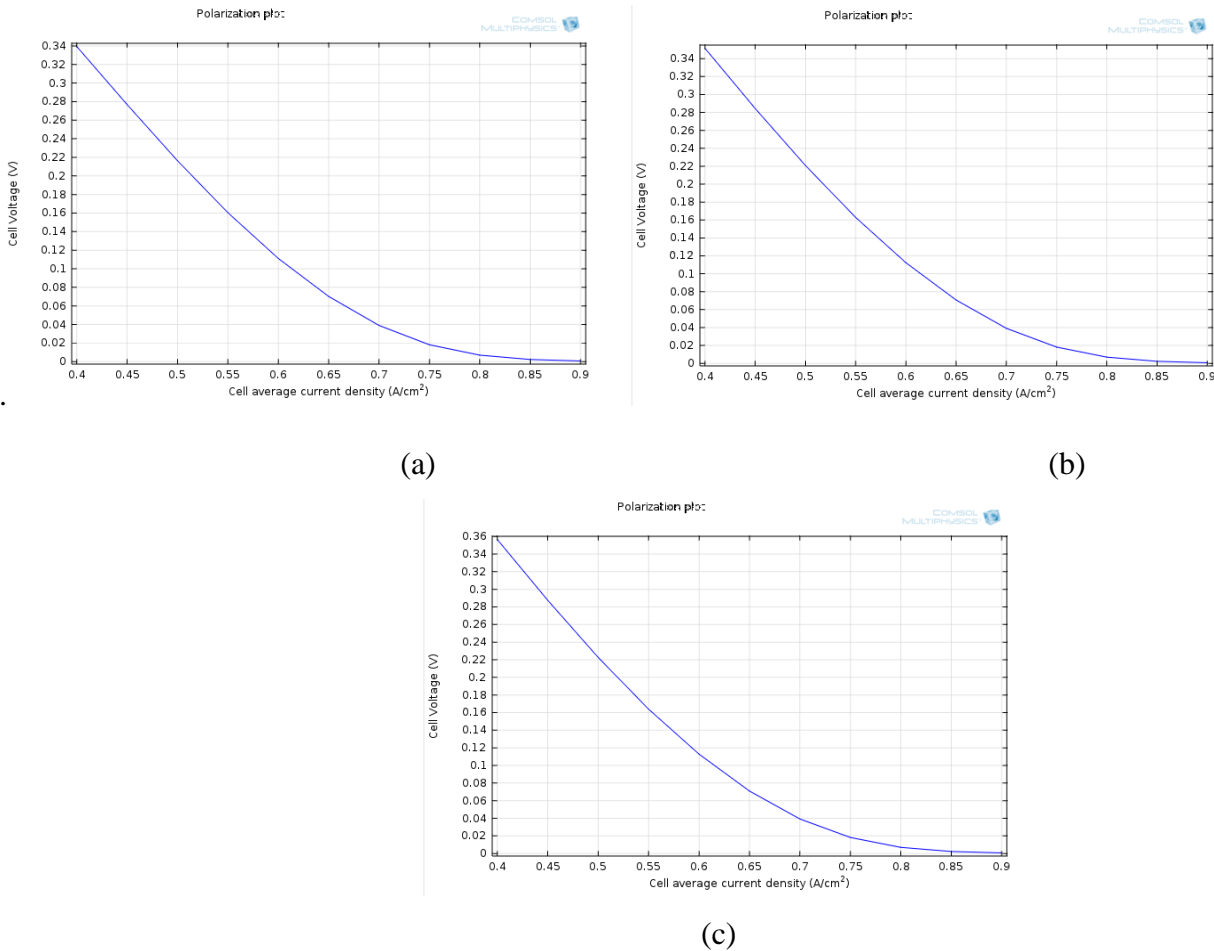 Polarization plot
COMSOL
MULTIPHYSICS
0.34
0.32
0.3
0.28
0.26
0.24
0.22
0.2
0.18
0.16
0.14
0.12
0.1
0.08
0.06
0.04
0.02
0
Cell Voltage (V)
0.4 0.45 0.5 0.55 0.6 0.65 0.7 0.75 0.8 0.85 0.9
Cell average current density (A/cm²)
.
(a)
Polarization plot
COMSOL
MULTIPHYSICS
0.34
0.32
0.3
0.28
0.26
0.24
0.22
0.2
0.18
0.16
0.14
0.12
0.1
0.08
0.06
0.04
0.02
0
Cell Voltage (V)
0.4 0.45 0.5 0.55 0.6 0.65 0.7 0.75 0.8 0.85 0.9
Cell average current density (A/cm²)
(b)
Polarization plot
COMSOL
MULTIPHYSICS
0.36
0.34
0.32
0.3
0.28
0.26
0.24
0.22
0.2
0.18
0.16
0.14
0.12
0.1
0.08
0.06
0.04
0.02
0
Cell Voltage (V)
0.4 0.45 0.5 0.55 0.6 0.65 0.7 0.75 0.8 0.85 0.9
Cell average current density (A/cm²)
(c)